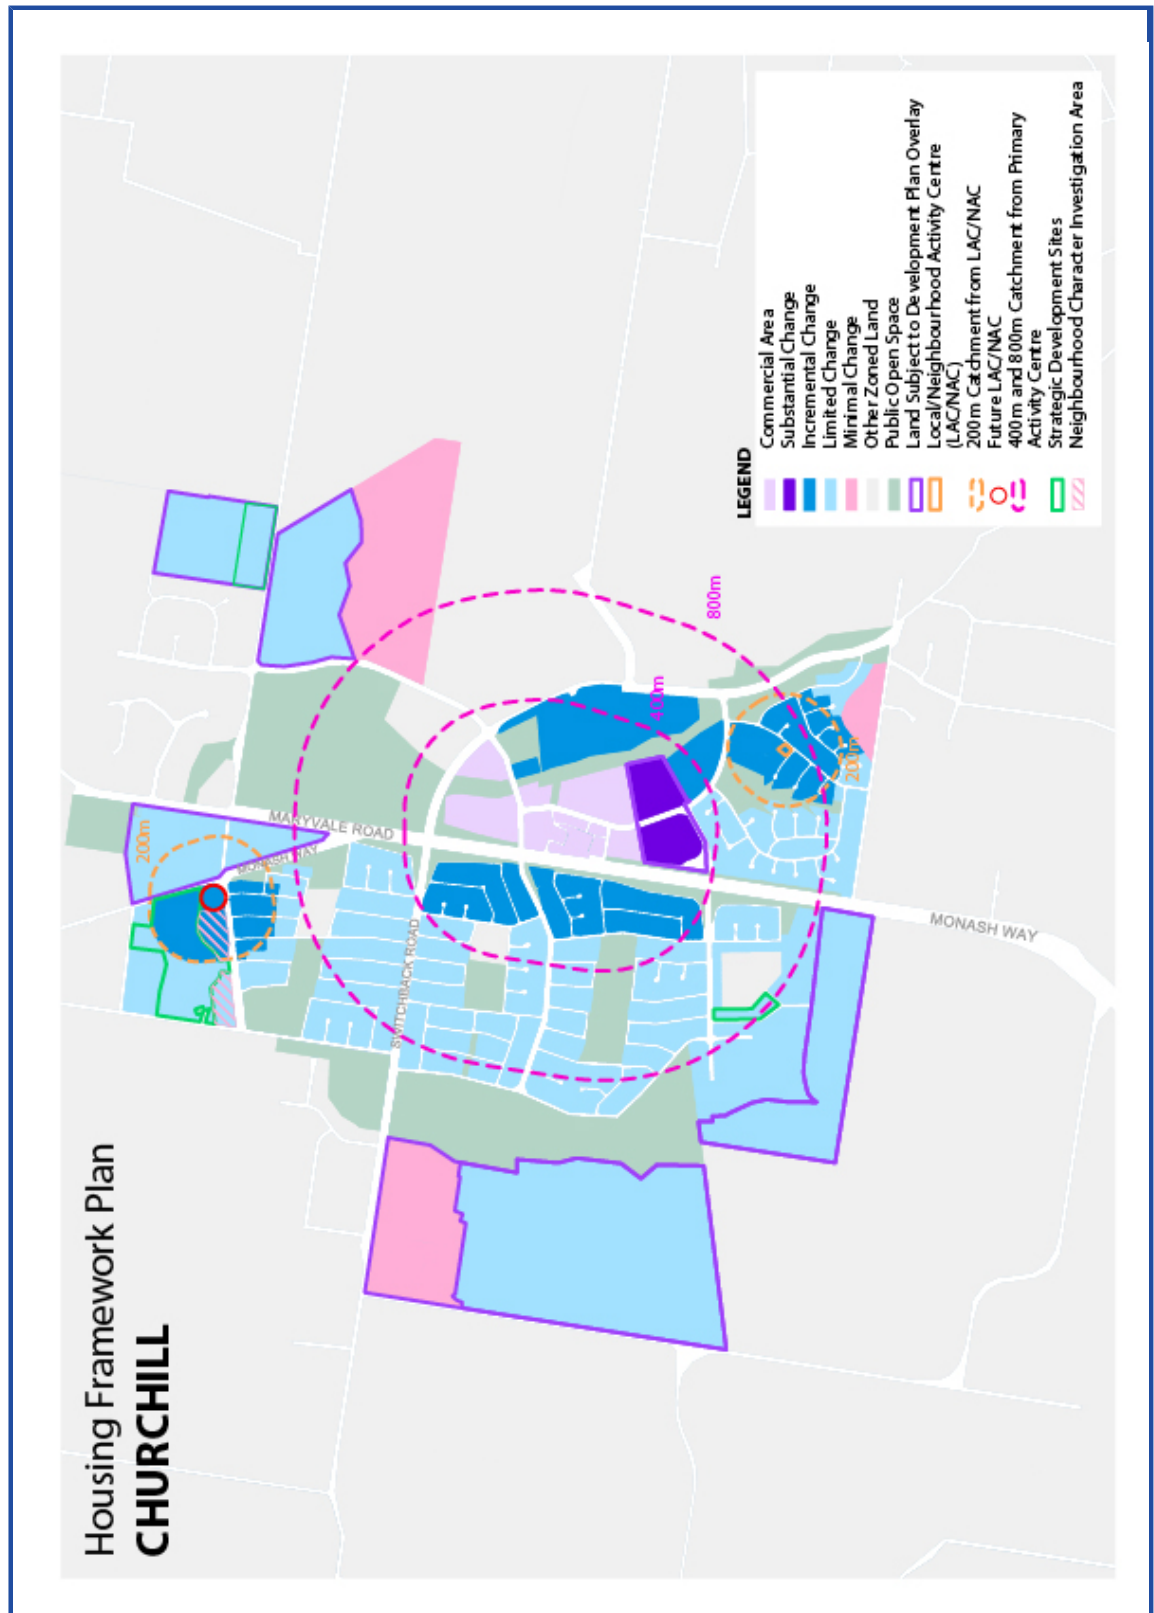 Housing Framework Plan
CHURCHILL
200m
MARYVALE ROAD
MONASH WAY
SWITCHBACK ROAD
800m
400m
200m
MONASH WAY
LEGEND
Commercial Area
Substantial Change
Incremental Change
Limited Change
Minimal Change
Other Zoned Land
Public Open Space
Land Subject to Development Plan Overlay
Local/Neighbourhood Activity Centre
(LAC/NAC)
200m Catchment from LAC/NAC
Future LAC/NAC
400m and 800m Catchment from Primary
Activity Centre
Strategic Development Sites
Neighbourhood Character Investigation Area